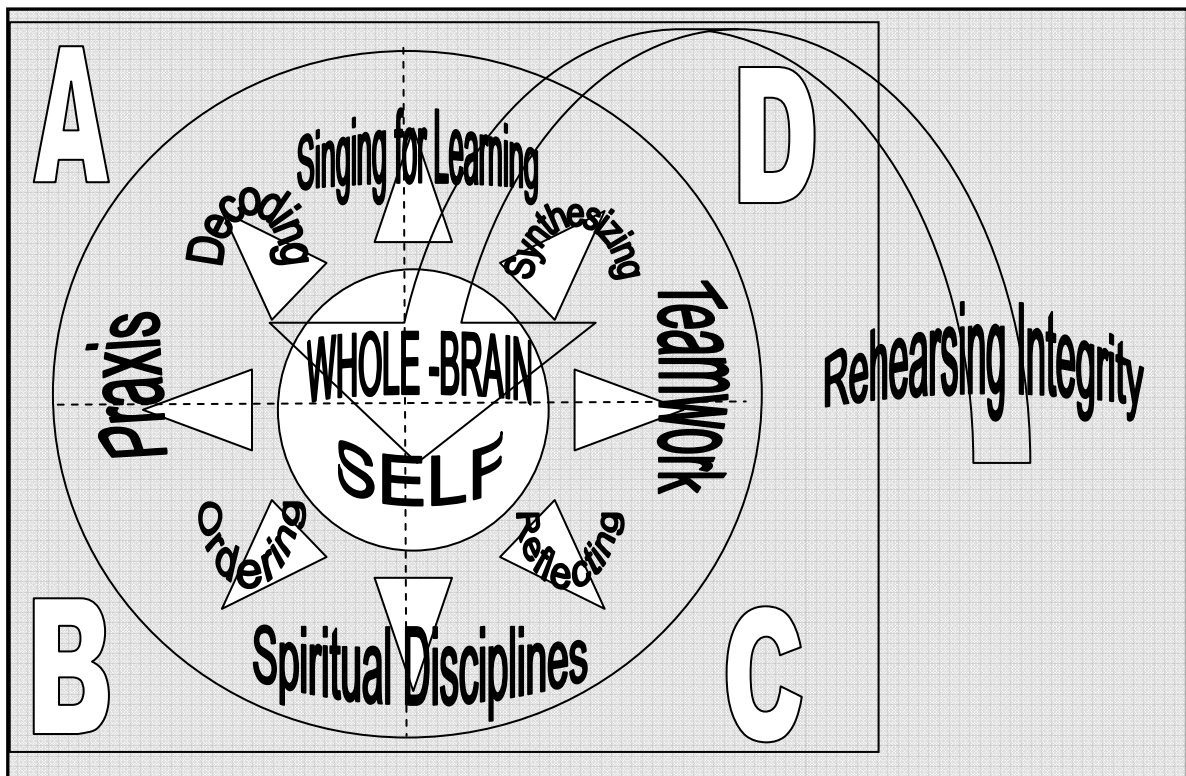 A
D
Singing for Learning
Decoding
Synthesizing
Praxis
WHOLE -BRAIN
SELF
Teamwork
Rehearsing Integrity
Ordering
Reflecting
Spiritual Disciplines
B
C